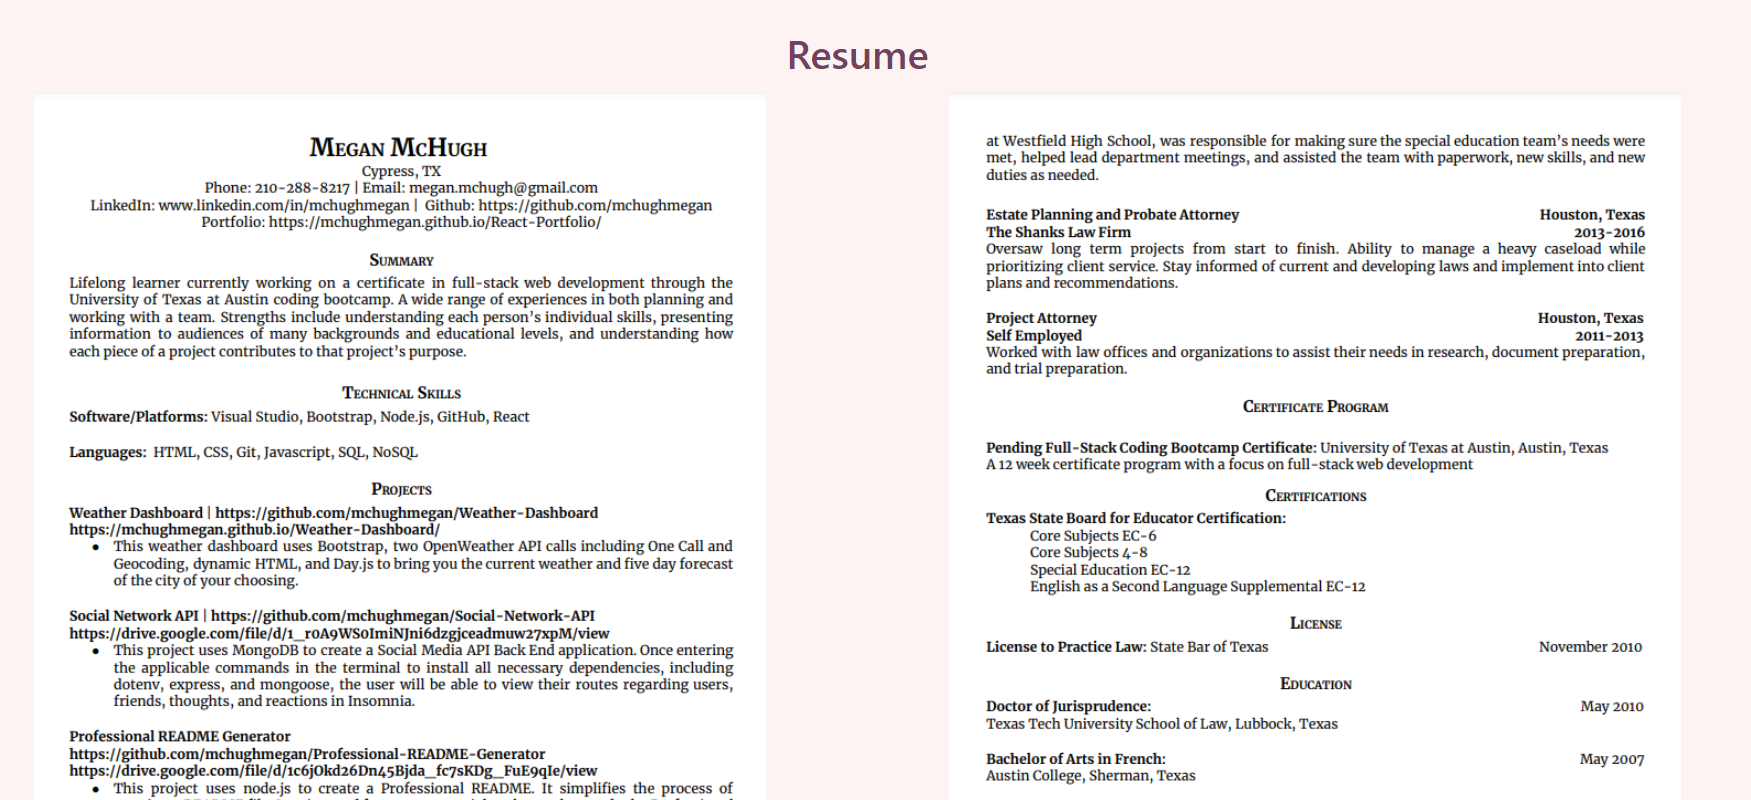 Resume
Megan McHugh
Cypress, TX
Phone: 210-288-8217 | Email: megan.mchugh@gmail.com
LinkedIn: www.linkedin.com/in/mchughmegan | Github: https://github.com/mchughmegan
Portfolio: https://mchughmegan.github.io/React-Portfolio/
Summary
Lifelong learner currently working on a certificate in full-stack web development through the
University of Texas at Austin coding bootcamp. A wide range of experiences in both planning and
working with a team. Strengths include understanding each person's individual skills, presenting
information to audiences of many backgrounds and educational levels, and understanding how
each piece of a project contributes to that project's purpose.
Technical Skills
Software/Platforms: Visual Studio, Bootstrap, Node.js, GitHub, React
Languages: HTML, CSS, Git, Javascript, SQL, NoSQL
Projects
Weather Dashboard | https://github.com/mchughmegan/Weather-Dashboard
https://mchughmegan.github.io/Weather-Dashboard/
● This weather dashboard uses Bootstrap, two OpenWeather API calls including One Call and
Geocoding, dynamic HTML, and Day.js to bring you the current weather and five day forecast
of the city of your choosing.
Social Network API | https://github.com/mchughmegan/Social-Network-API
https://drive.google.com/file/d/1_r0A9WS0ImiNJni6dzgjceadmuw27xpM/view
● This project uses MongoDB to create a Social Media API Back End application. Once entering
the applicable commands in the terminal to install all necessary dependencies, including
dotenv, express, and mongoose, the user will be able to view their routes regarding users,
friends, thoughts, and reactions in Insomnia.
Professional README Generator
https://github.com/mchughmegan/Professional-README-Generator
https://drive.google.com/file/d/1c6jOkd26Dn45Bjda_fc7sKDg_FuE9qIe/view
● This project uses node.js to create a Professional README. It simplifies the process of
at Westfield High School, was responsible for making sure the special education team's needs were
met, helped lead department meetings, and assisted the team with paperwork, new skills, and new
duties as needed.
Estate Planning and Probate Attorney Houston, Texas
The Shanks Law Firm 2013-2016
Oversaw long term projects from start to finish. Ability to manage a heavy caseload while
prioritizing client service. Stay informed of current and developing laws and implement into client
plans and recommendations.
Project Attorney Houston, Texas
Self Employed 2011-2013
Worked with law offices and organizations to assist their needs in research, document preparation,
and trial preparation.
Certificate Program
Pending Full-Stack Coding Bootcamp Certificate: University of Texas at Austin, Austin, Texas
A 12 week certificate program with a focus on full-stack web development
Certifications
Texas State Board for Educator Certification:
Core Subjects EC-6
Core Subjects 4-8
Special Education EC-12
English as a Second Language Supplemental EC-12
License
License to Practice Law: State Bar of Texas November 2010
Education
Doctor of Jurisprudence: May 2010
Texas Tech University School of Law, Lubbock, Texas
Bachelor of Arts in French: May 2007
Austin College, Sherman, Texas